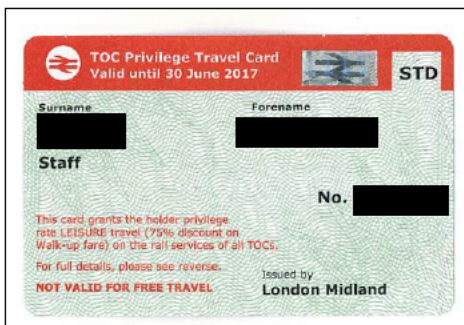 TOC Privilege Travel Card
Valid until 30 June 2017
STD
Surname Forename
Staff
No.
This card grants the holder privilege
rate LEISURE travel (75% discount on
Walk-up fare) on the rail services of all TOCs.
For full details, please see reverse.
NOT VALID FOR FREE TRAVEL
Issued by
London Midland